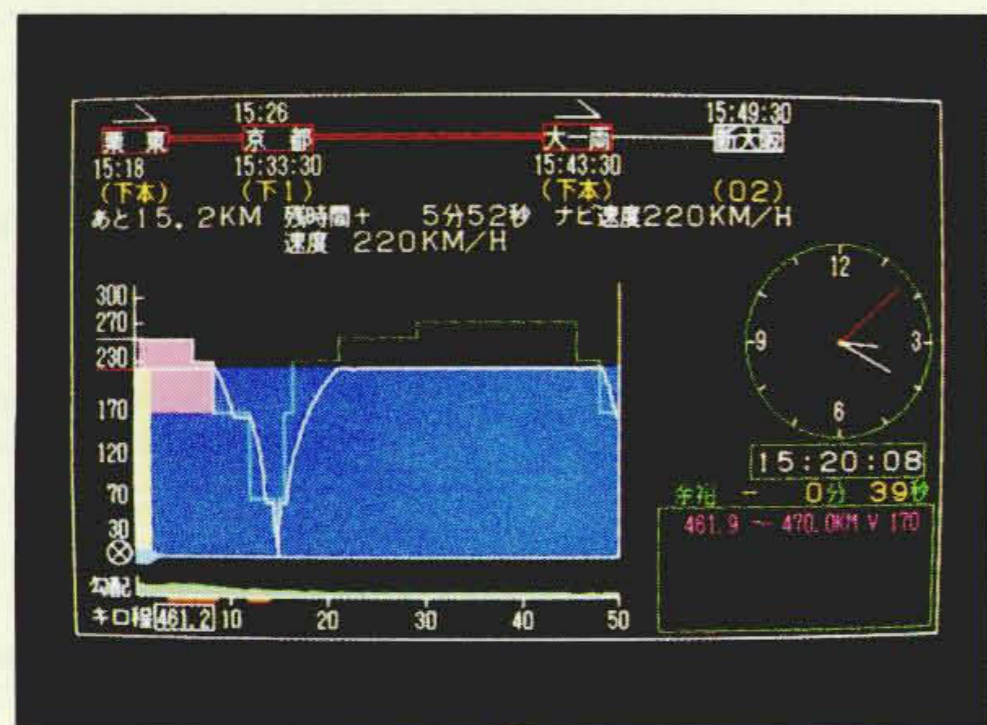 15:26 15:49:30
栗東 京都 大一両 新大阪
15:18 15:33:30 15:43:30
(下本) (下1) (下本) (02)
あと15.2KM 残時間+ 5分52秒 ナビ速度220KM/H
速度 220KM/H
300
270
230
170
120
70
30
勾配
キロ程 461.2 10 20 30 40 50
12
9 3
6
15:20:08
余裕 - 0分 39秒
461.9 -- 470.0KM V 170